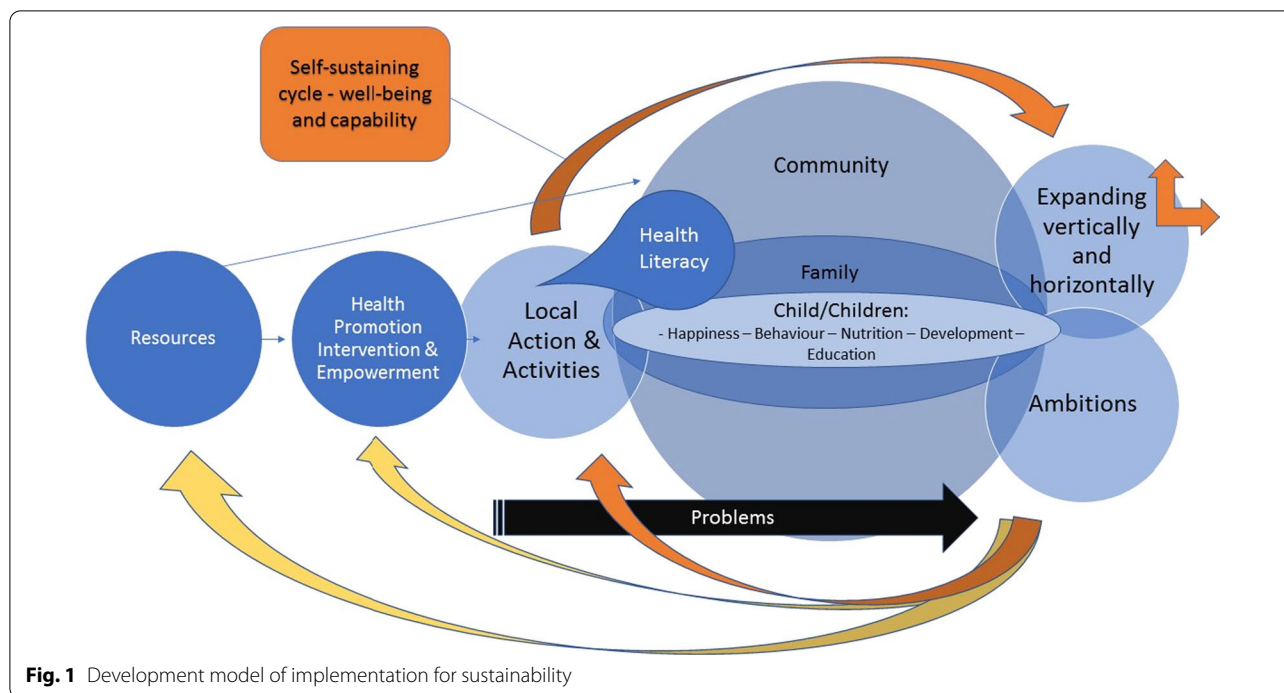 Self-sustaining
cycle - well-being
and capability
Community
Expanding
vertically
and
horizontally
Health
Literacy
Family
Resources
Health
Promotion
Intervention &
Empowerment
Local
Action &
Activities
Child/Children:
- Happiness – Behaviour – Nutrition – Development –
Education
Ambitions
Problems
Fig. 1 Development model of implementation for sustainability